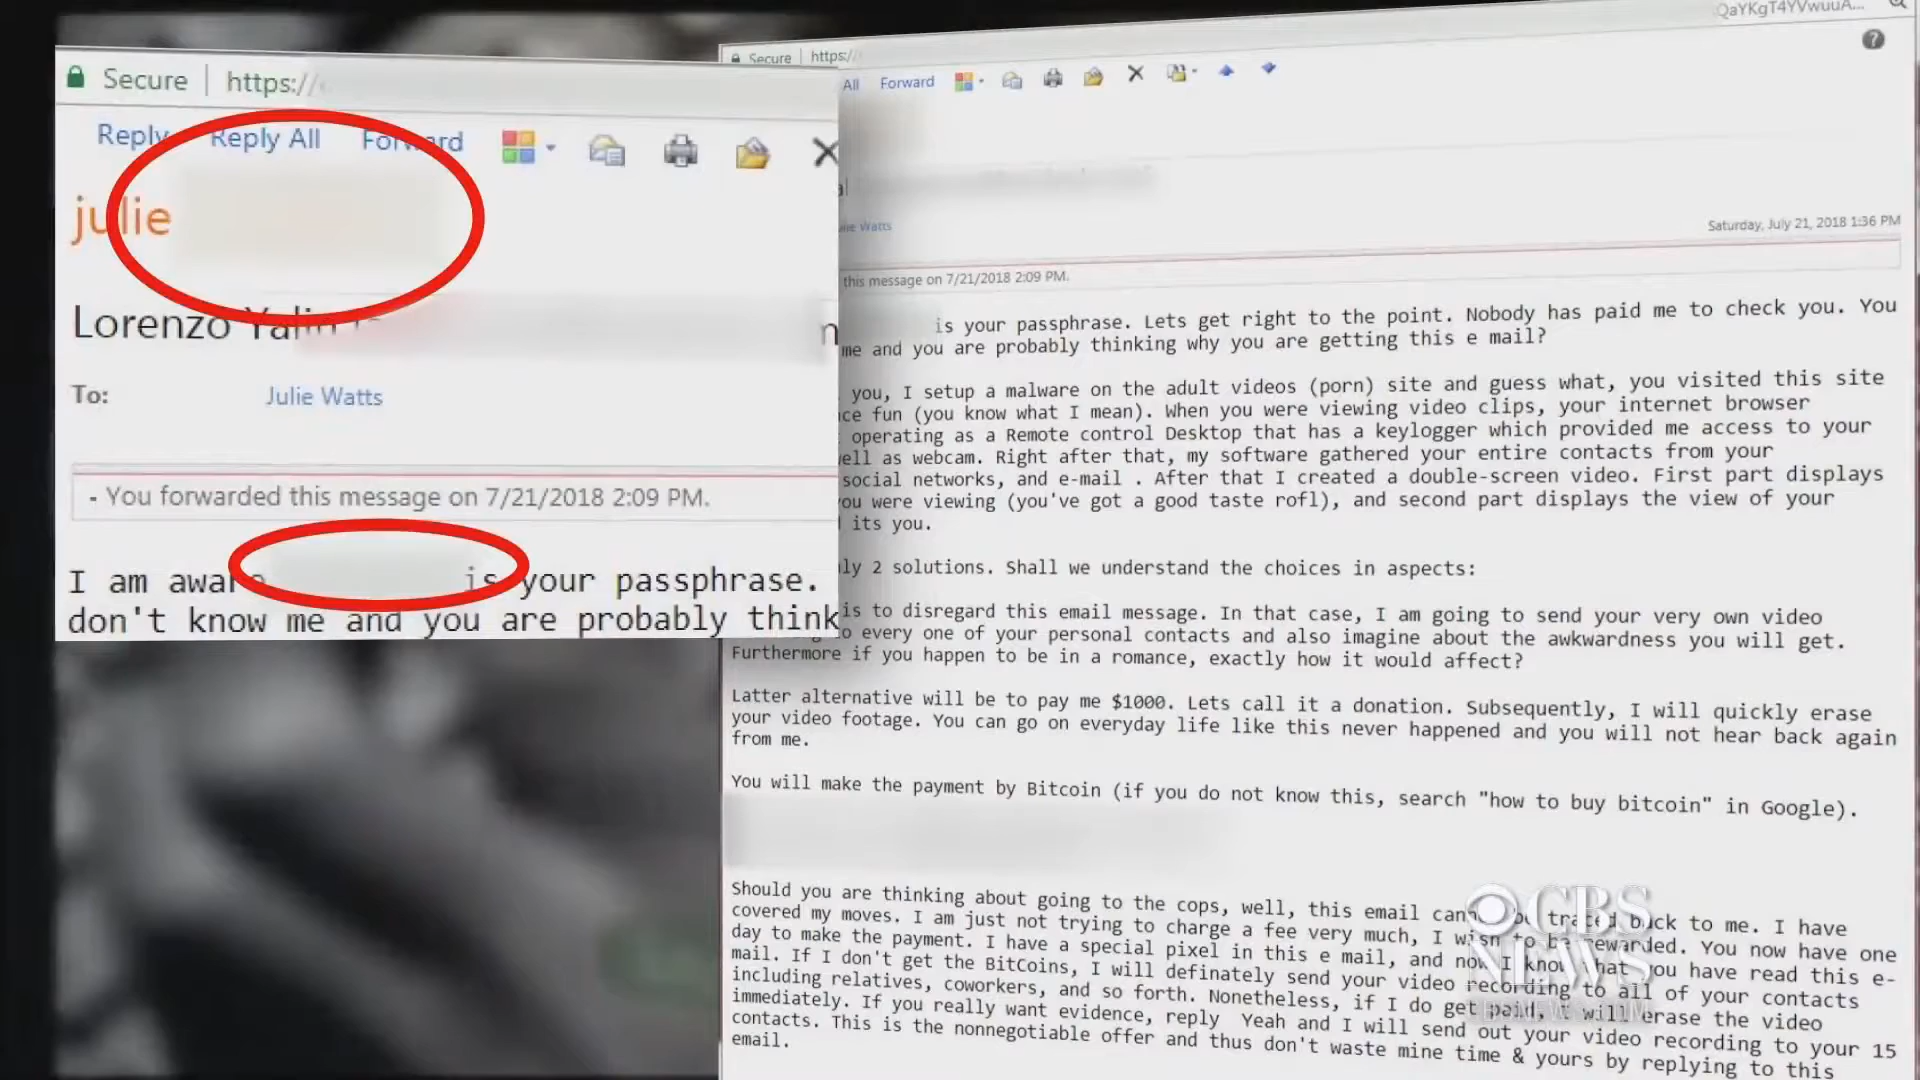 QaYKgT4YVwuuA...
Secure | https://
Reply Reply All Forward
julie
Lorenzo Yalin
To: Julie Watts
- You forwarded this message on 7/21/2018 2:09 PM.
I am aware is your passphrase.
don't know me and you are probably think
Secure | https://
All Forward
Julie Watts
Saturday, July 21, 2018 1:36 PM
this message on 7/21/2018 2:09 PM.
is your passphrase. Lets get right to the point. Nobody has paid me to check you. You
me and you are probably thinking why you are getting this e mail?
you, I setup a malware on the adult videos (porn) site and guess what, you visited this site
ce fun (you know what I mean). When you were viewing video clips, your internet browser
operating as a Remote control Desktop that has a keylogger which provided me access to your
ell as webcam. Right after that, my software gathered your entire contacts from your
social networks, and e-mail . After that I created a double-screen video. First part displays
ou were viewing (you've got a good taste rofl), and second part displays the view of your
its you.
ly 2 solutions. Shall we understand the choices in aspects:
is to disregard this email message. In that case, I am going to send your very own video
to every one of your personal contacts and also imagine about the awkwardness you will get.
Furthermore if you happen to be in a romance, exactly how it would affect?
Latter alternative will be to pay me $1000. Lets call it a donation. Subsequently, I will quickly erase
your video footage. You can go on everyday life like this never happened and you will not hear back again
from me.
You will make the payment by Bitcoin (if you do not know this, search "how to buy bitcoin" in Google).
Should you are thinking about going to the cops, well, this email cannot be traced back to me. I have
covered my moves. I am just not trying to charge a fee very much, I wish to be rewarded. You now have one
day to make the payment. I have a special pixel in this e mail, and now I know that you have read this e-
mail. If I don't get the BitCoins, I will definately send your video recording to all of your contacts
including relatives, coworkers, and so forth. Nonetheless, if I do get paid, I will erase the video
immediately. If you really want evidence, reply Yeah and I will send out your video recording to your 15
contacts. This is the nonnegotiable offer and thus don't waste mine time & yours by replying to this
email.
CBS
NEWS
CBSNEWS.COM